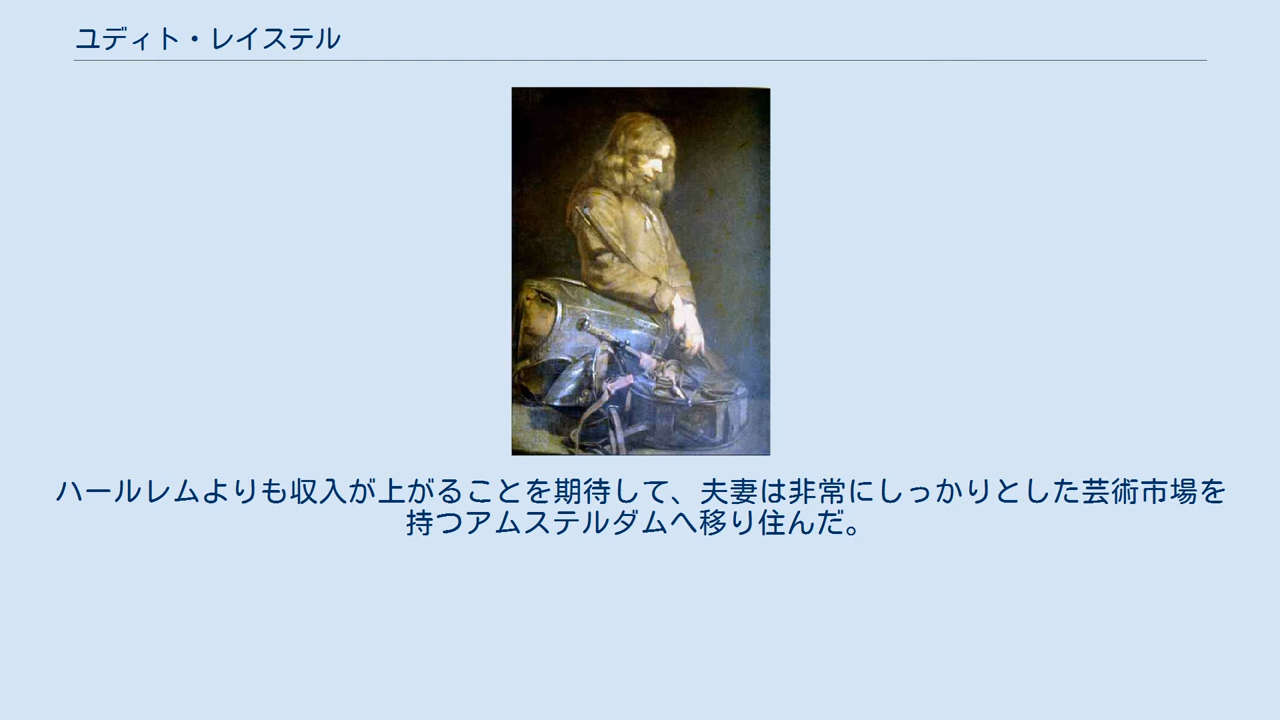 ユディト・レイステル
ハールレムよりも収入が上がることを期待して、夫妻は非常にしっかりとした芸術市場を
持つアムステルダムへ移り住んだ。